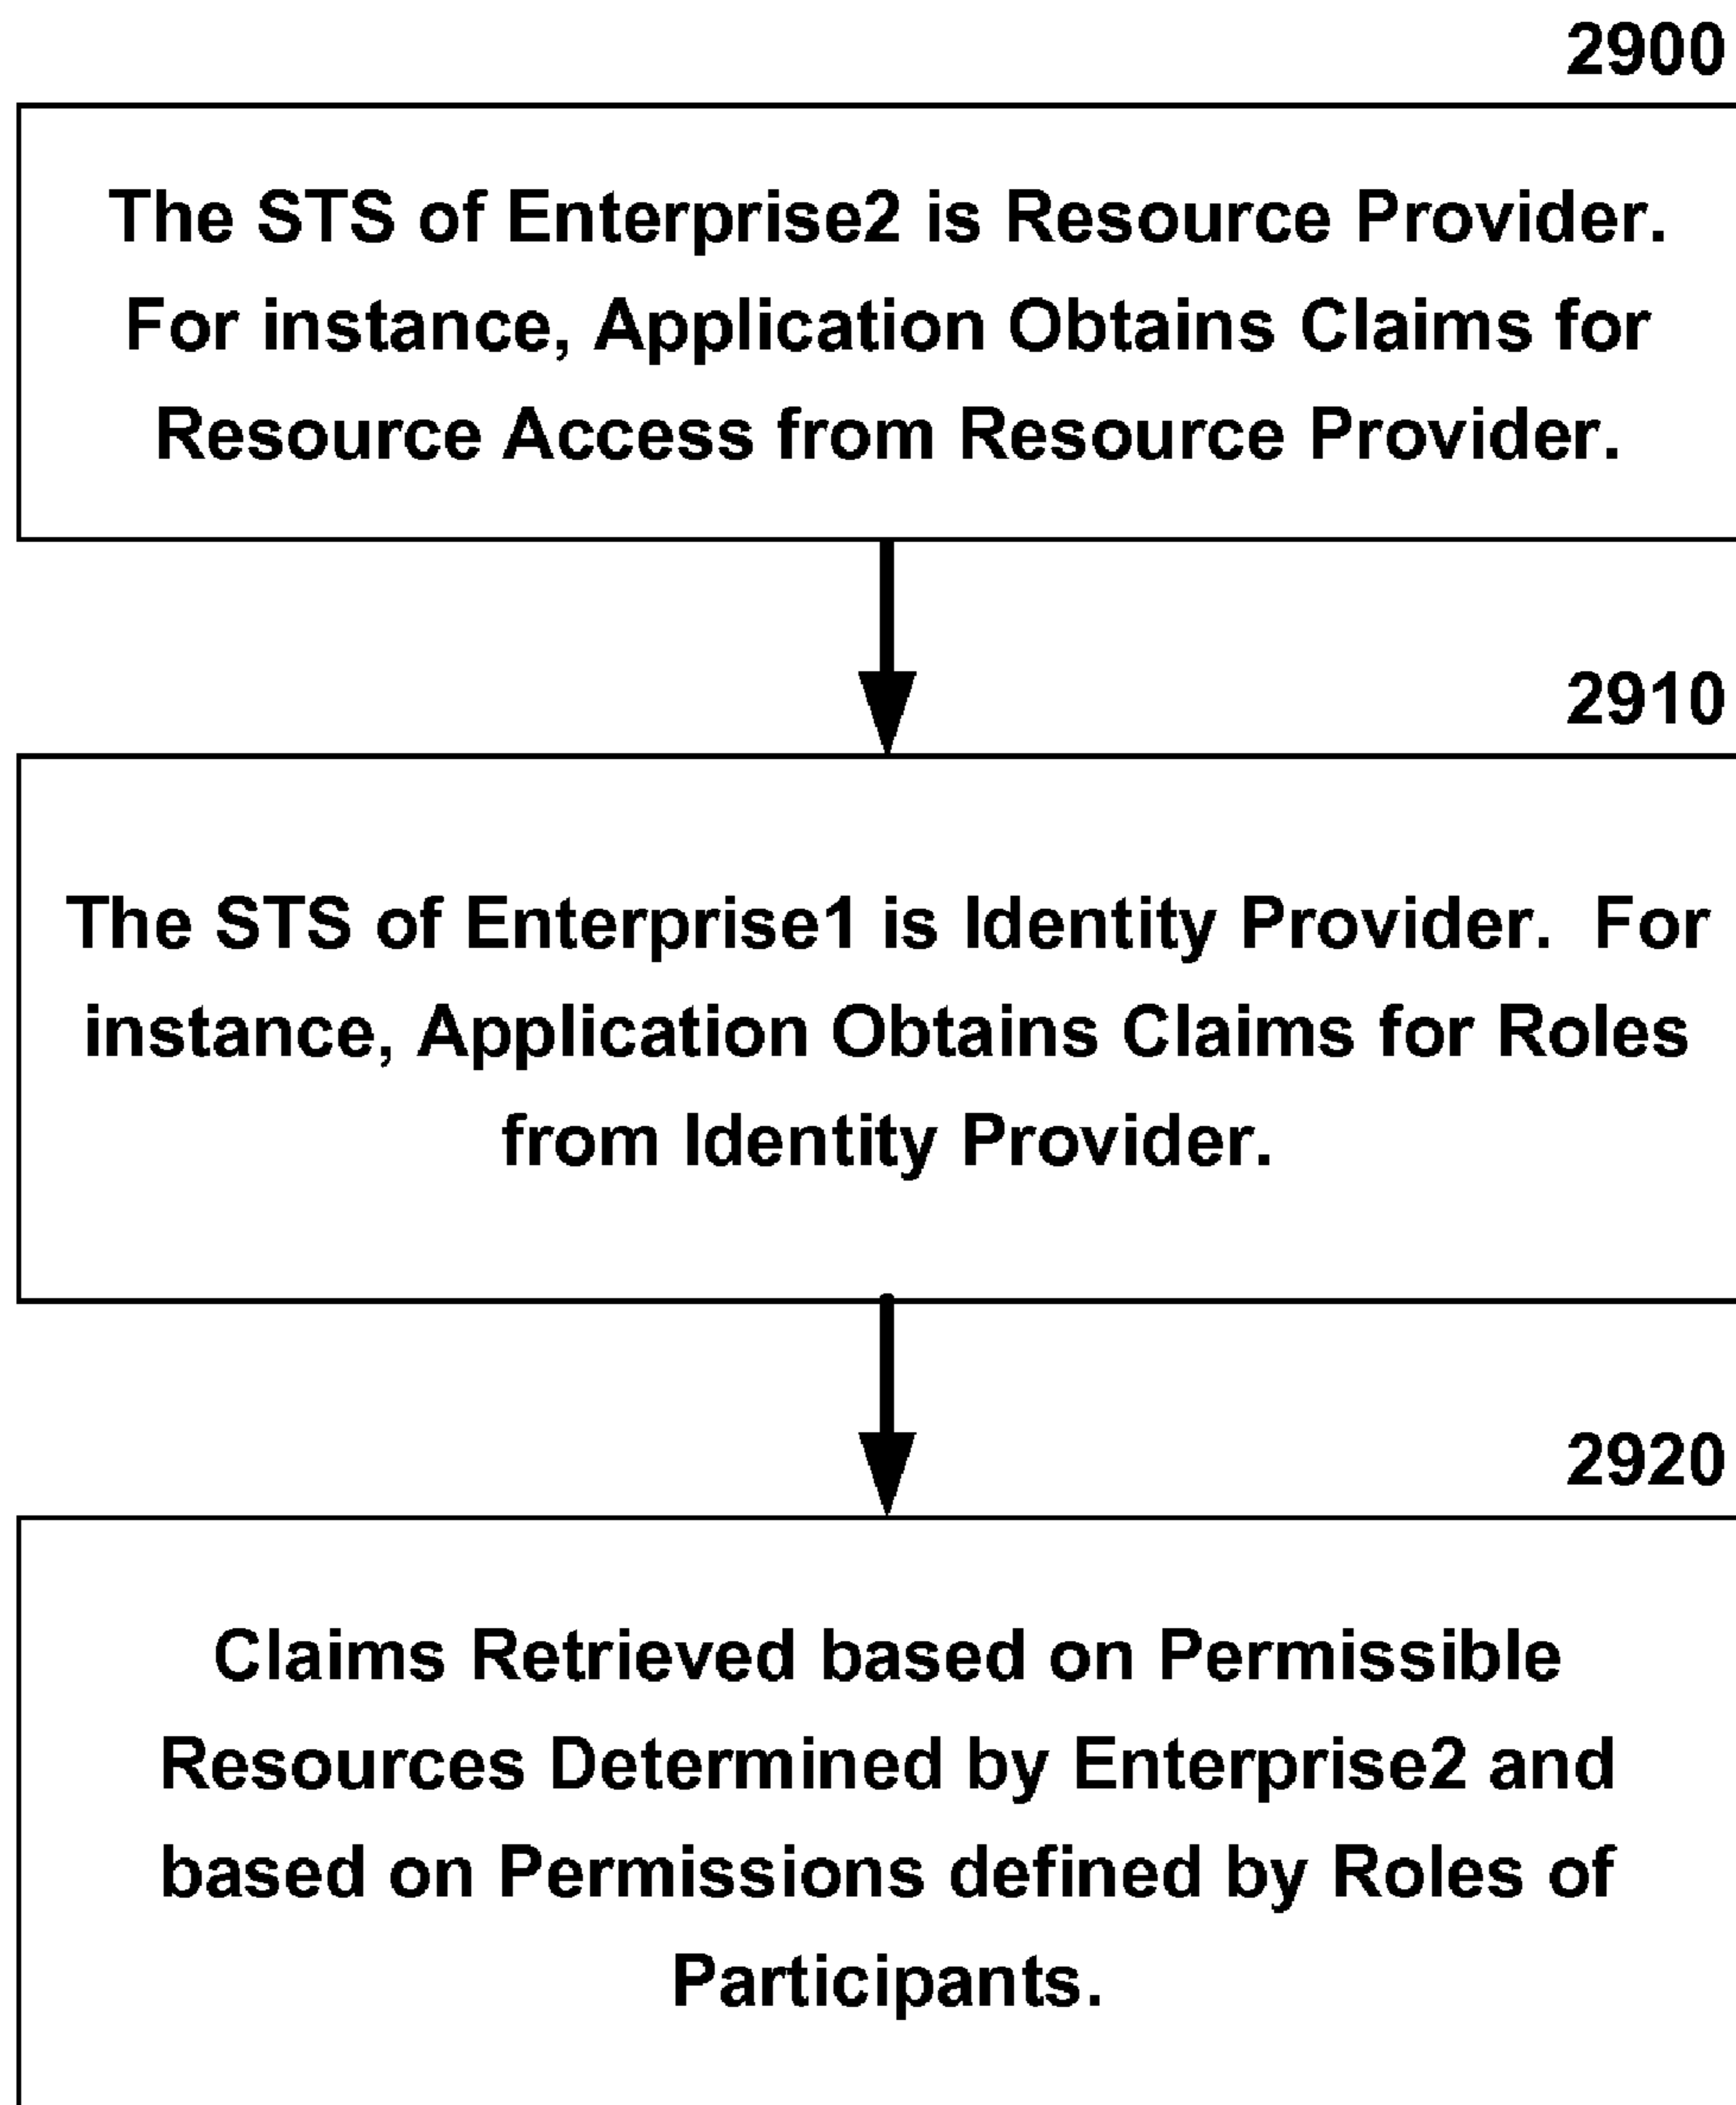 2900
The STS of Enterprise2 is Resource Provider.
For instance, Application Obtains Claims for
Resource Access from Resource Provider.
2910
The STS of Enterprise1 is Identity Provider. For
instance, Application Obtains Claims for Roles
from Identity Provider.
2920
Claims Retrieved based on Permissible
Resources Determined by Enterprise2 and
based on Permissions defined by Roles of
Participants.